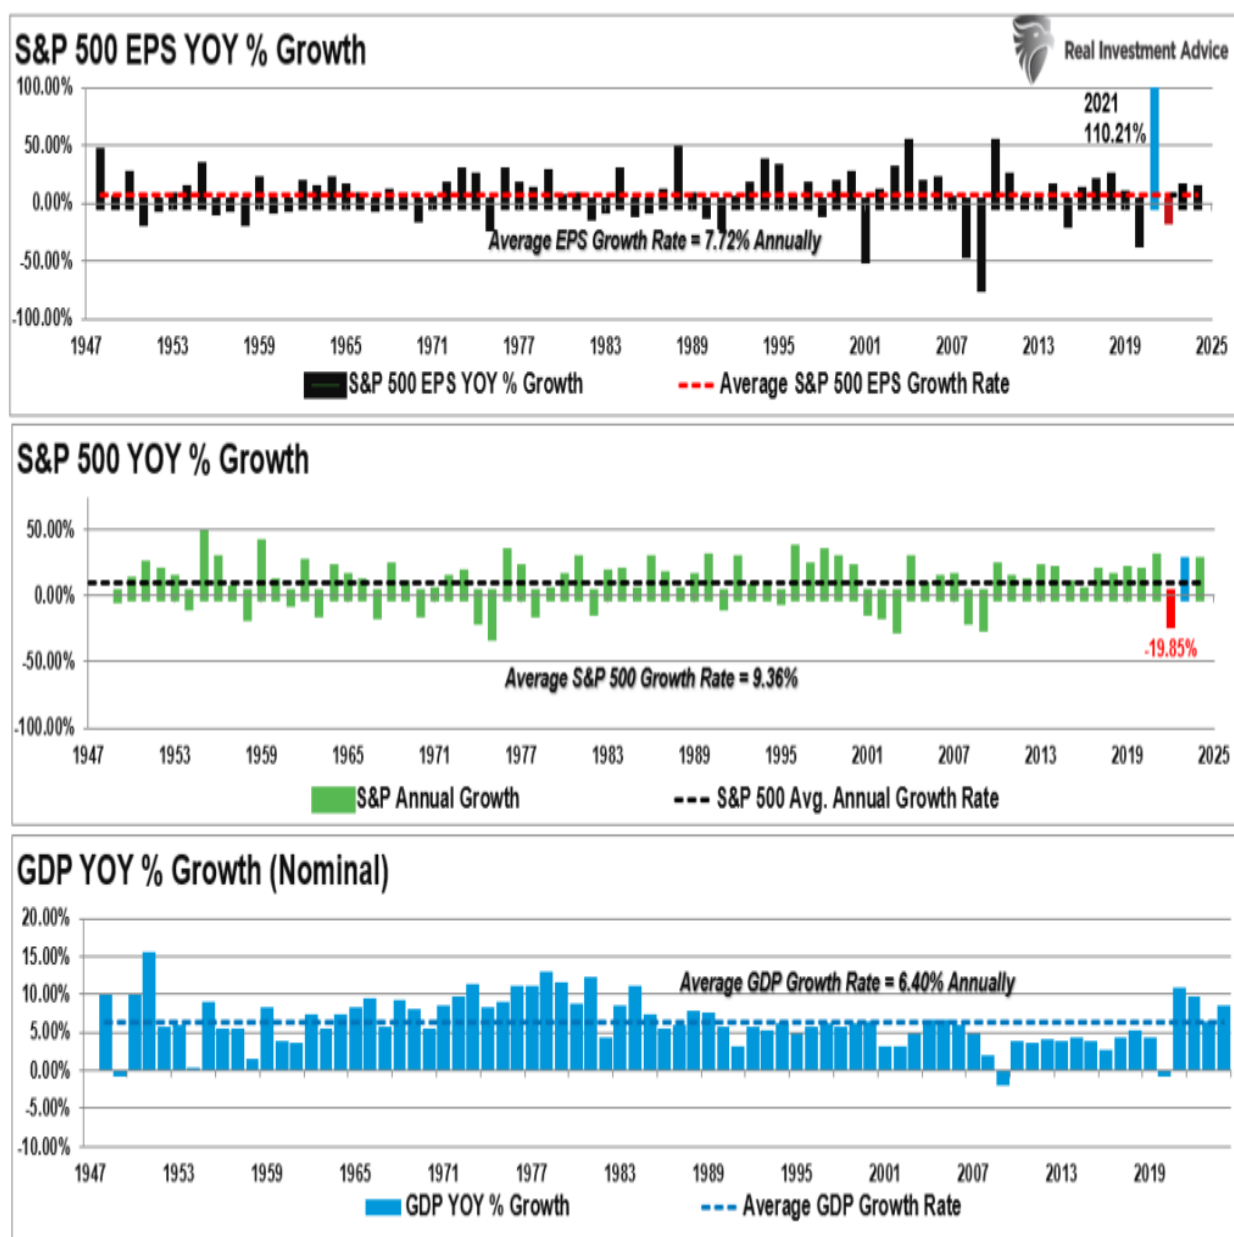 S&P 500 EPS YOY % Growth
Real Investment Advice
100.00%
2021
110.21%
50.00%
0.00%
Average EPS Growth Rate = 7.72% Annually
-50.00%
-100.00%
1947 1953 1959 1965 1971 1977 1983 1989 1995 2001 2007 2013 2019 2025
S&P 500 EPS YOY % Growth Average S&P 500 EPS Growth Rate
S&P 500 YOY % Growth
50.00%
0.00%
-19.85%
-50.00%
Average S&P 500 Growth Rate = 9.36%
-100.00%
1947 1953 1959 1965 1971 1977 1983 1989 1995 2001 2007 2013 2019 2025
S&P Annual Growth S&P 500 Avg. Annual Growth Rate
GDP YOY % Growth (Nominal)
20.00%
15.00%
Average GDP Growth Rate = 6.40% Annually
10.00%
5.00%
0.00%
-5.00%
-10.00%
1947 1953 1959 1965 1971 1977 1983 1989 1995 2001 2007 2013 2019
GDP YOY % Growth Average GDP Growth Rate